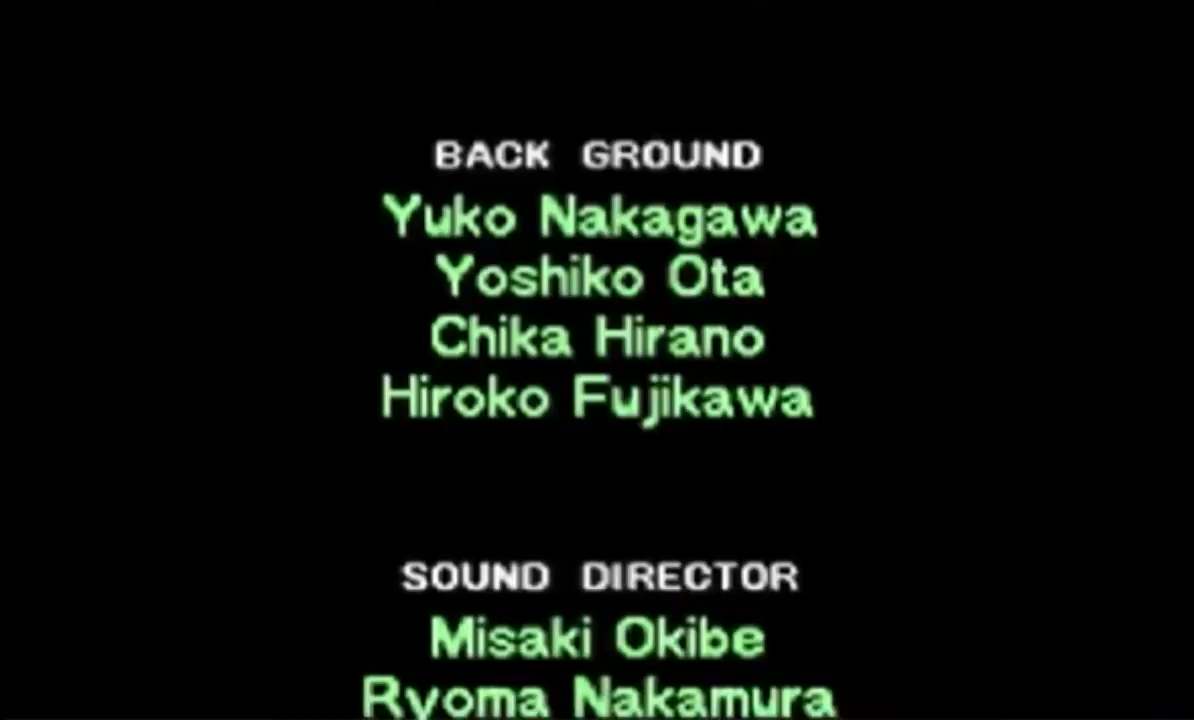 BACK GROUND
Yuko Nakagawa
Yoshiko Ota
Chika Hirano
Hiroko Fujikawa
SOUND DIRECTOR
Misaki Okibe
Ryoma Nakamura